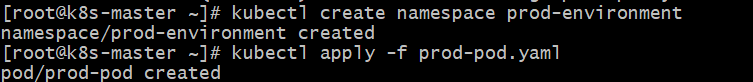 [root@k8s-master ~]# kubectl create namespace prod-environment
namespace/prod-environment created
[root@k8s-master ~]# kubectl apply -f prod-pod.yaml
pod/prod-pod created